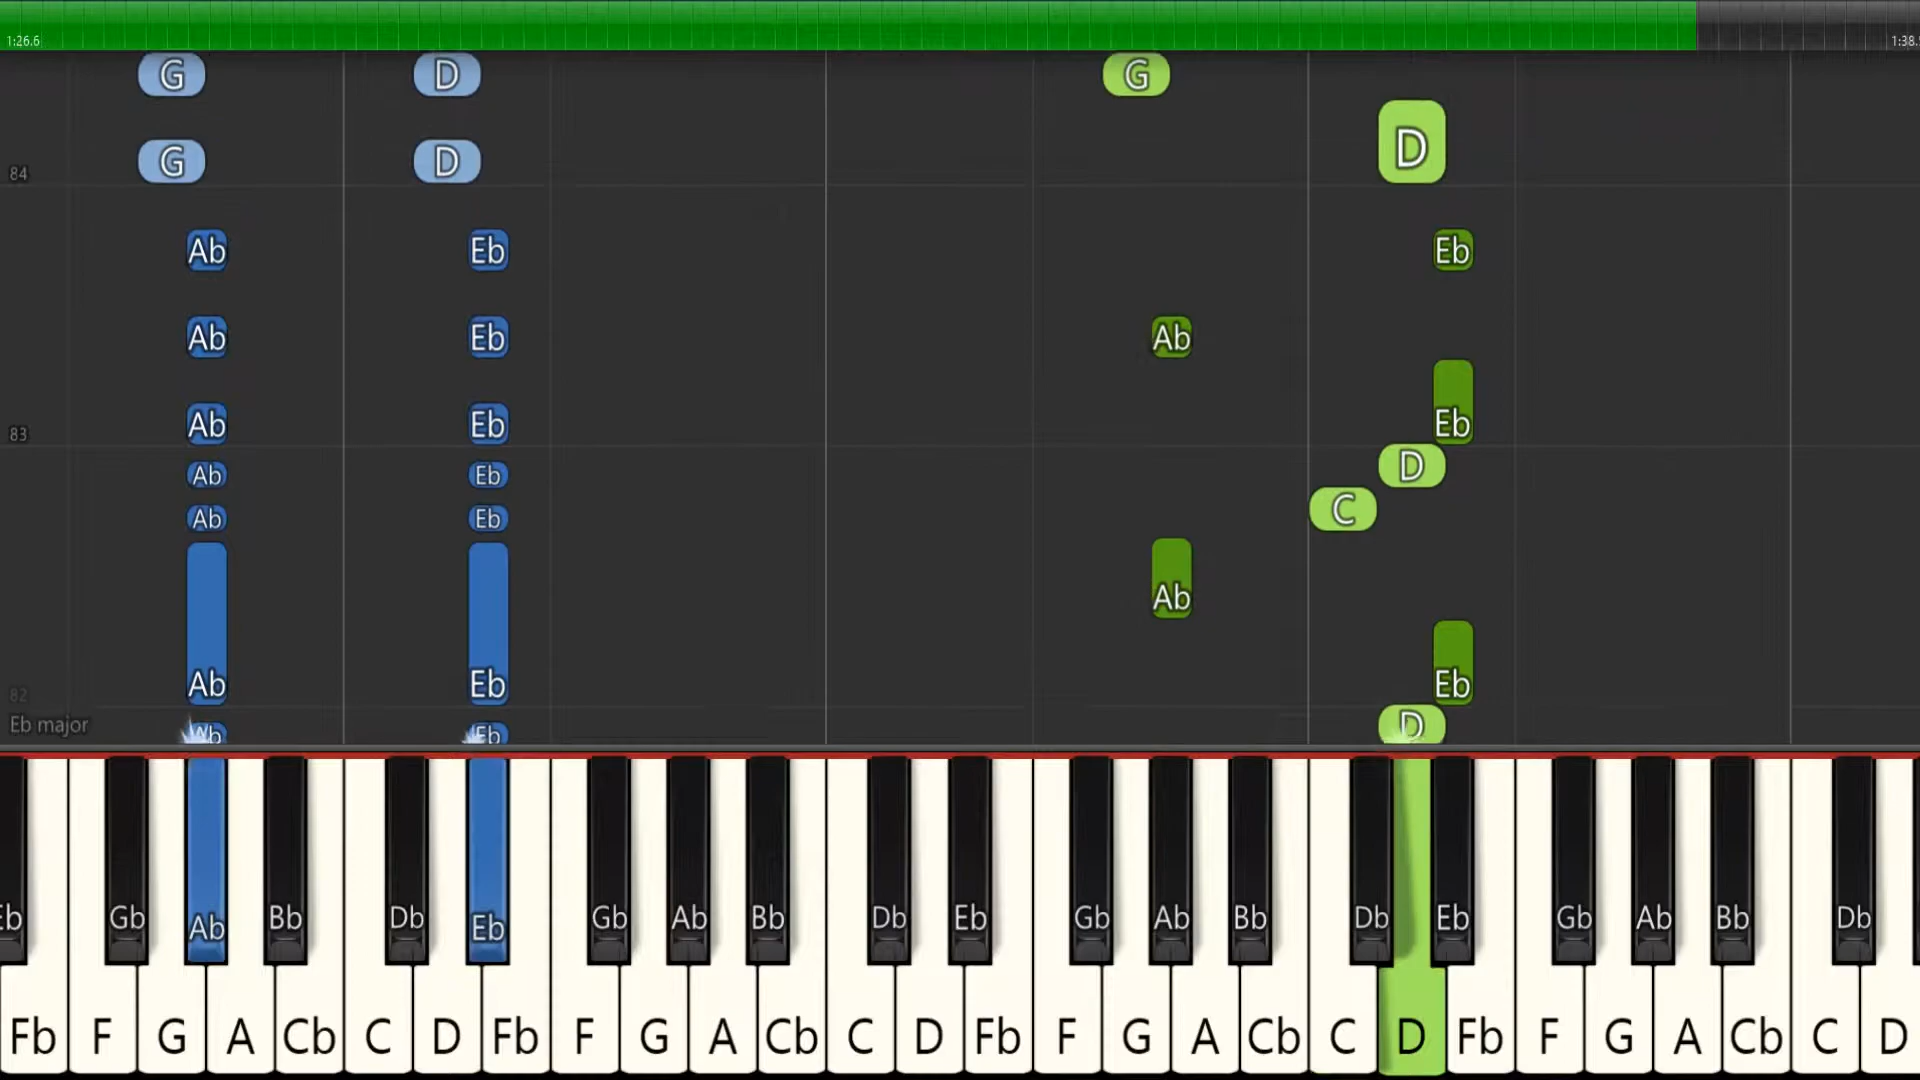 1:26.6 1:38.
G D G
D
G D
84
Ab Eb Eb
Ab Eb Ab
Ab Eb Eb
83
D
Ab Eb
C
Ab Eb
Ab
Ab Eb Eb
82
Eb major D
Eb
Eb Gb Ab Bb Db Eb Gb Ab Bb Db Eb Gb Ab Bb Db Eb Gb Ab Bb Db
Fb F G A Cb C D Fb F G A Cb C D Fb F G A Cb C D Fb F G A Cb C D